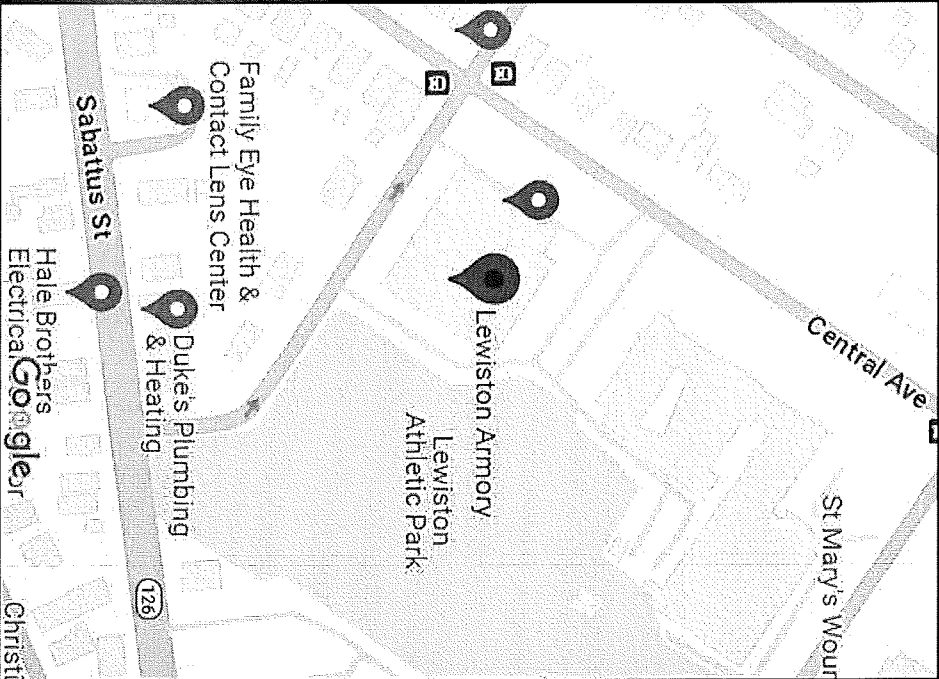 Central Ave
St Mary's Woun
Lewiston Armory
Lewiston
Athletic Park
Family Eye Health &
Contact Lens Center
Duke's Plumbing
& Heating
126
Sabattus St
Hale Brothers
Electrical
Google
Christi